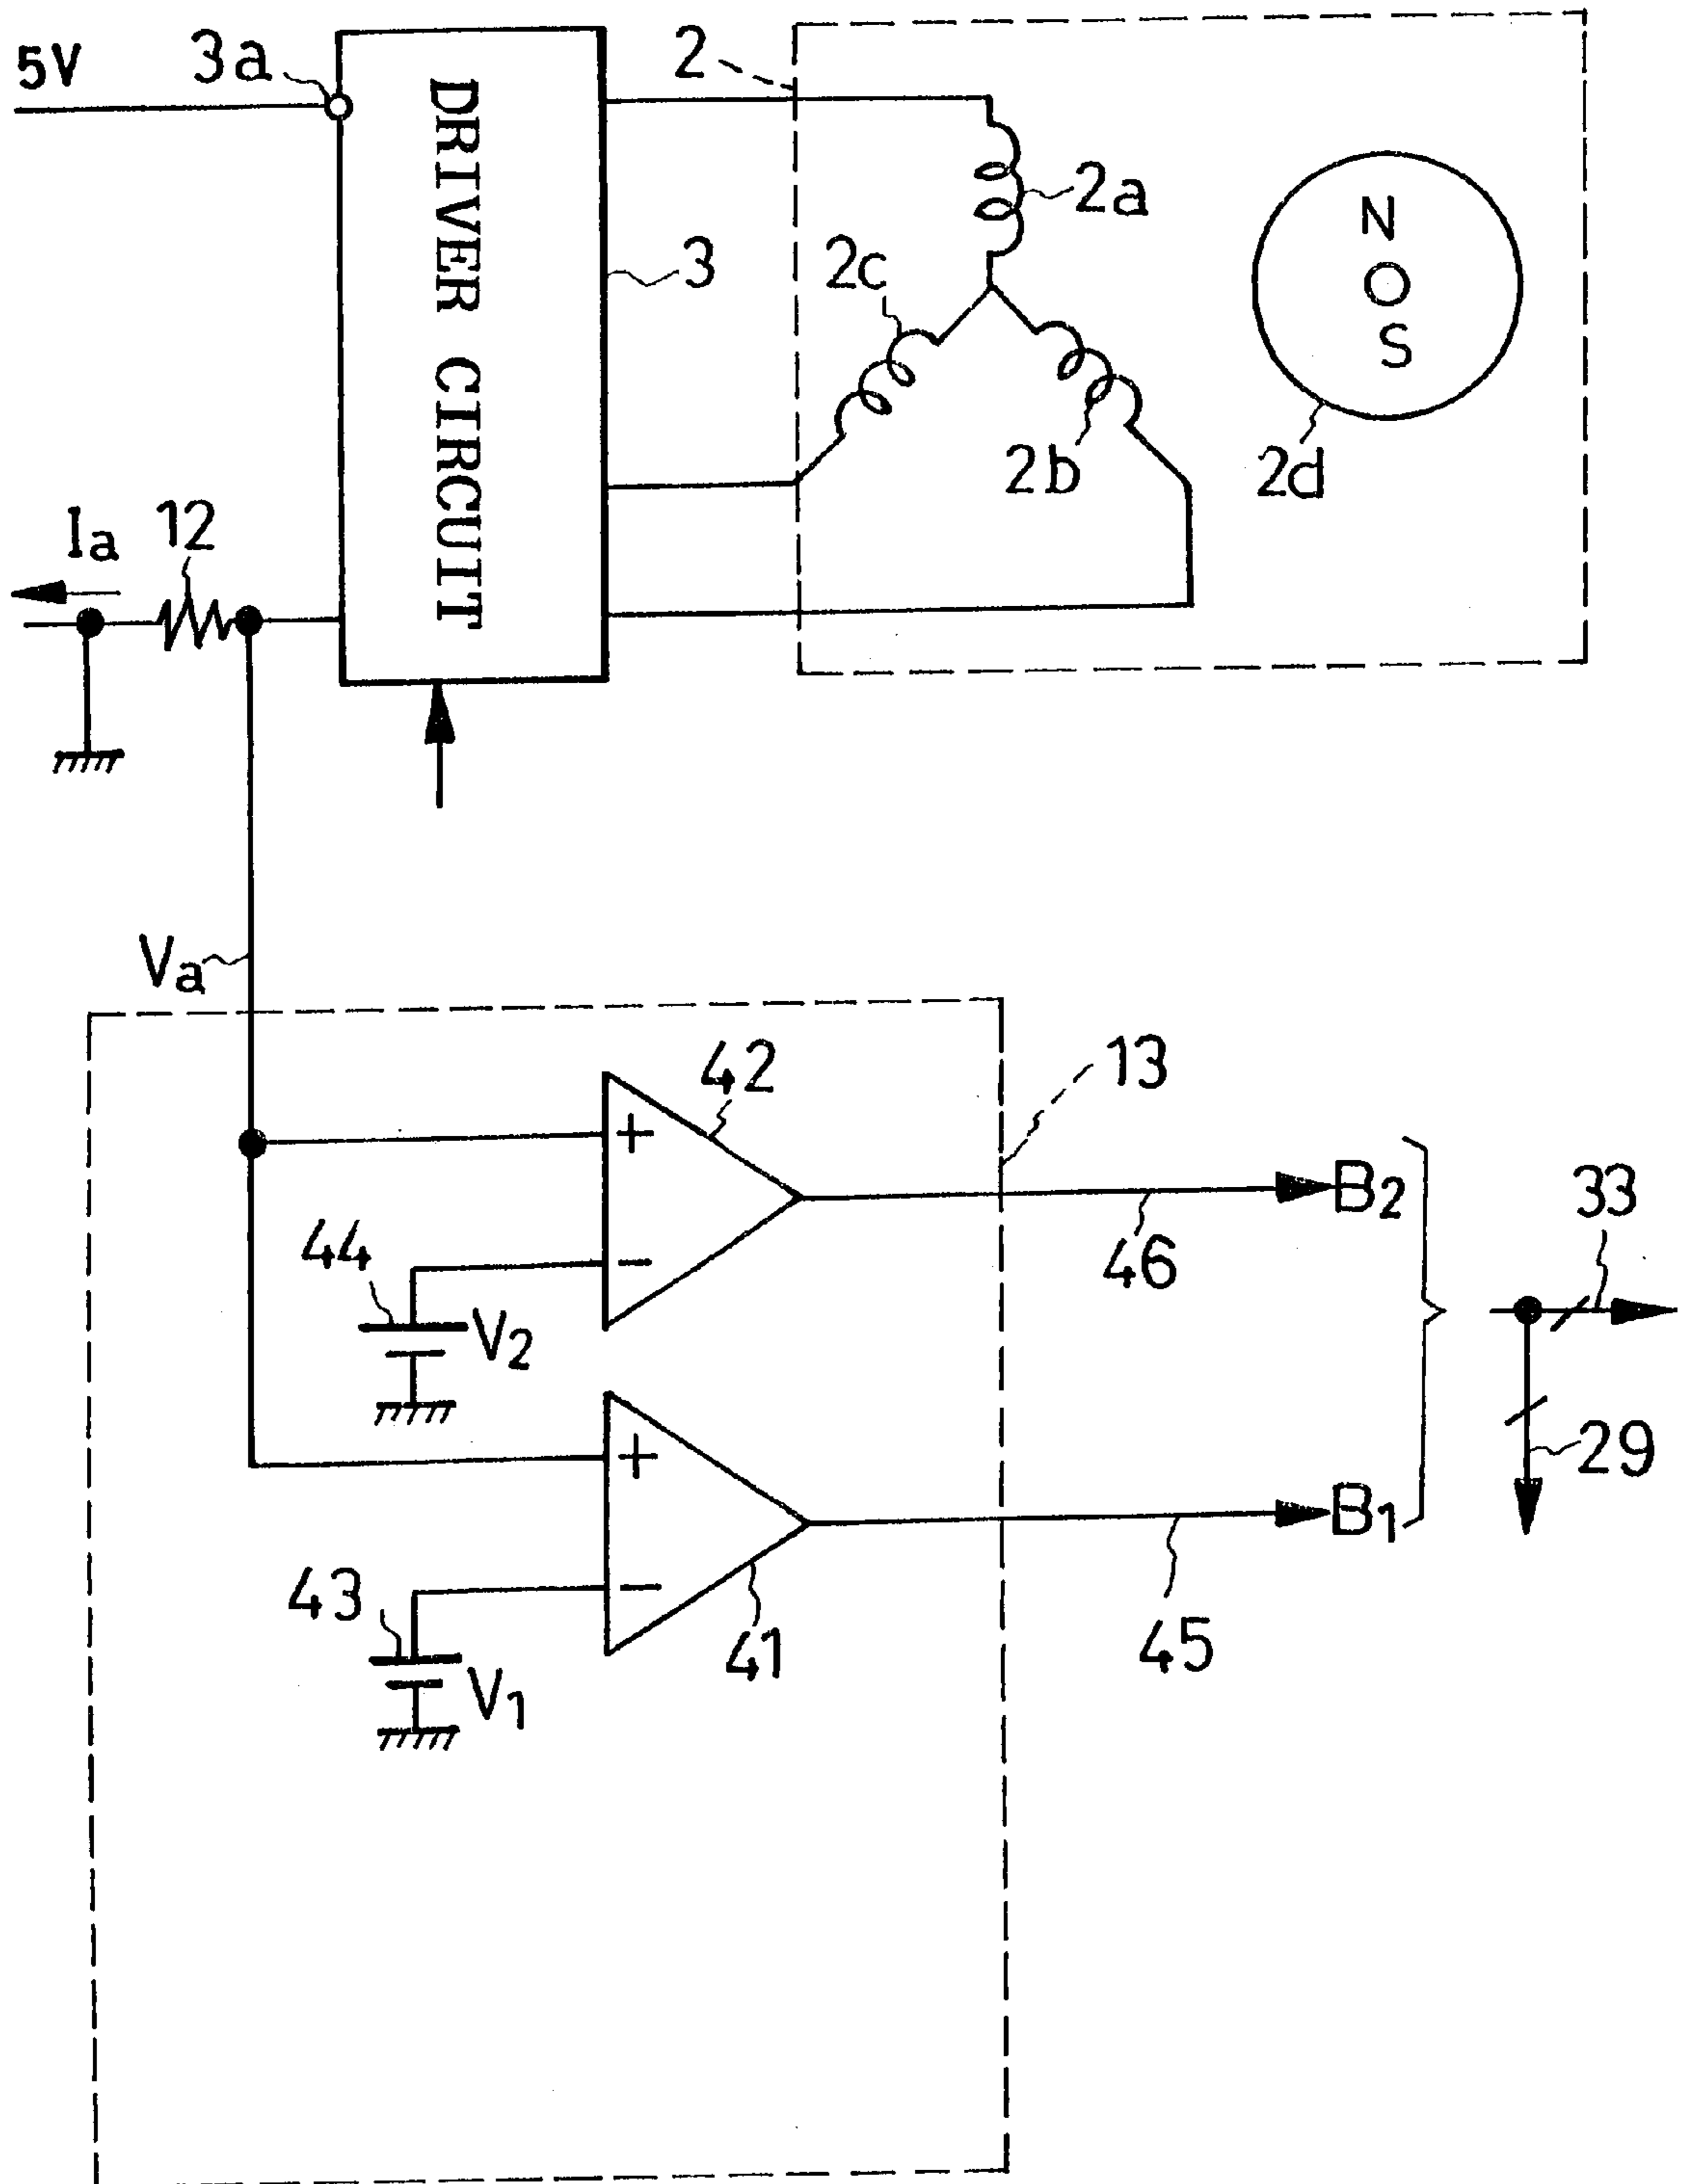 5V
3a
DRIVER CIRCUIT
2
2a
2c
3
N
S
2b
2d
Ia
12
Va
42
13
+
B2
33
44
46
−
V2
29
+
B1
43
−
41
45
V1